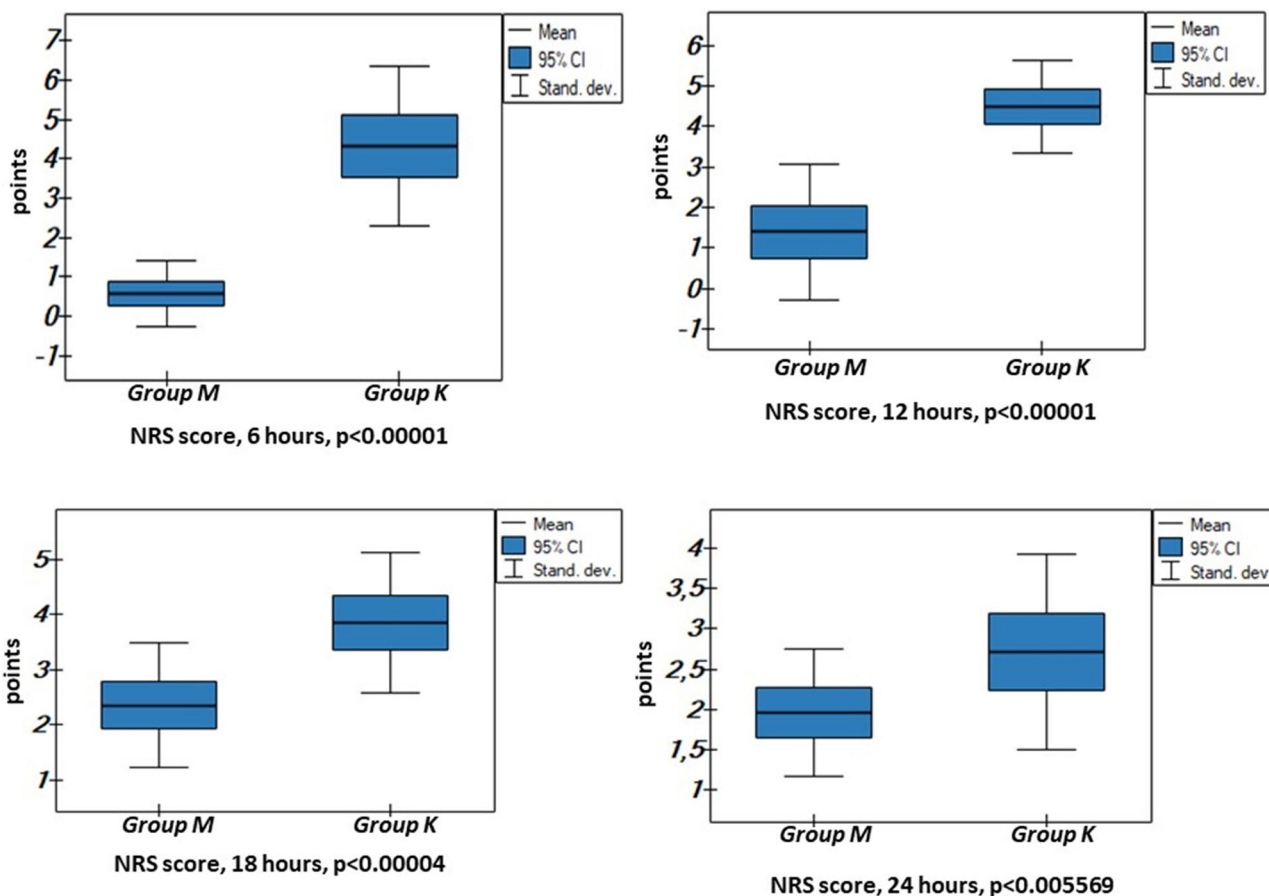 7
6
5
4
3
2
1
0
-1
points
Group M
Group K
Mean
95% CI
Stand. dev.
NRS score, 6 hours, p<0.00001
6
5
4
3
2
1
0
-1
points
Group M
Group K
Mean
95% CI
Stand. dev.
NRS score, 12 hours, p<0.00001
5
4
3
2
1
points
Group M
Group K
Mean
95% CI
Stand. dev.
NRS score, 18 hours, p<0.00004
4
3,5
3
2,5
2
1,5
1
points
Group M
Group K
Mean
95% CI
Stand. dev
NRS score, 24 hours, p<0.005569